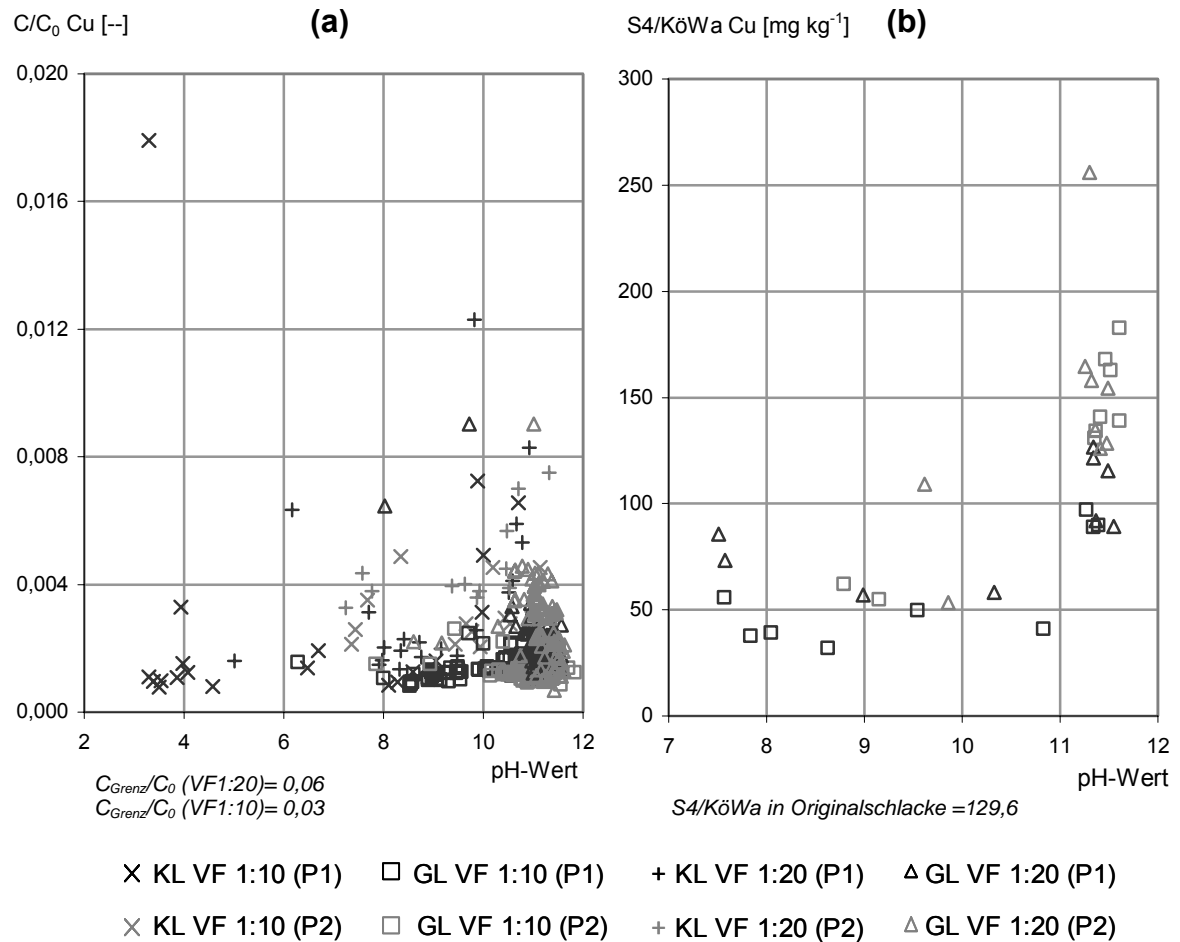 C/C0 Cu [--] (a)
0,020
0,016
0,012
0,008
0,004
0,000
2 4 6 8 10 12
pH-Wert
CGrenz/C0 (VF1:20)= 0,06
CGrenz/C0 (VF1:10)= 0,03
S4/KöWa Cu [mg kg-1] (b)
300
250
200
150
100
50
0
7 8 9 10 11 12
pH-Wert
S4/KöWa in Originalschlacke =129,6
KL VF 1:10 (P1) GL VF 1:10 (P1) KL VF 1:20 (P1) GL VF 1:20 (P1)
KL VF 1:10 (P2) GL VF 1:10 (P2) KL VF 1:20 (P2) GL VF 1:20 (P2)